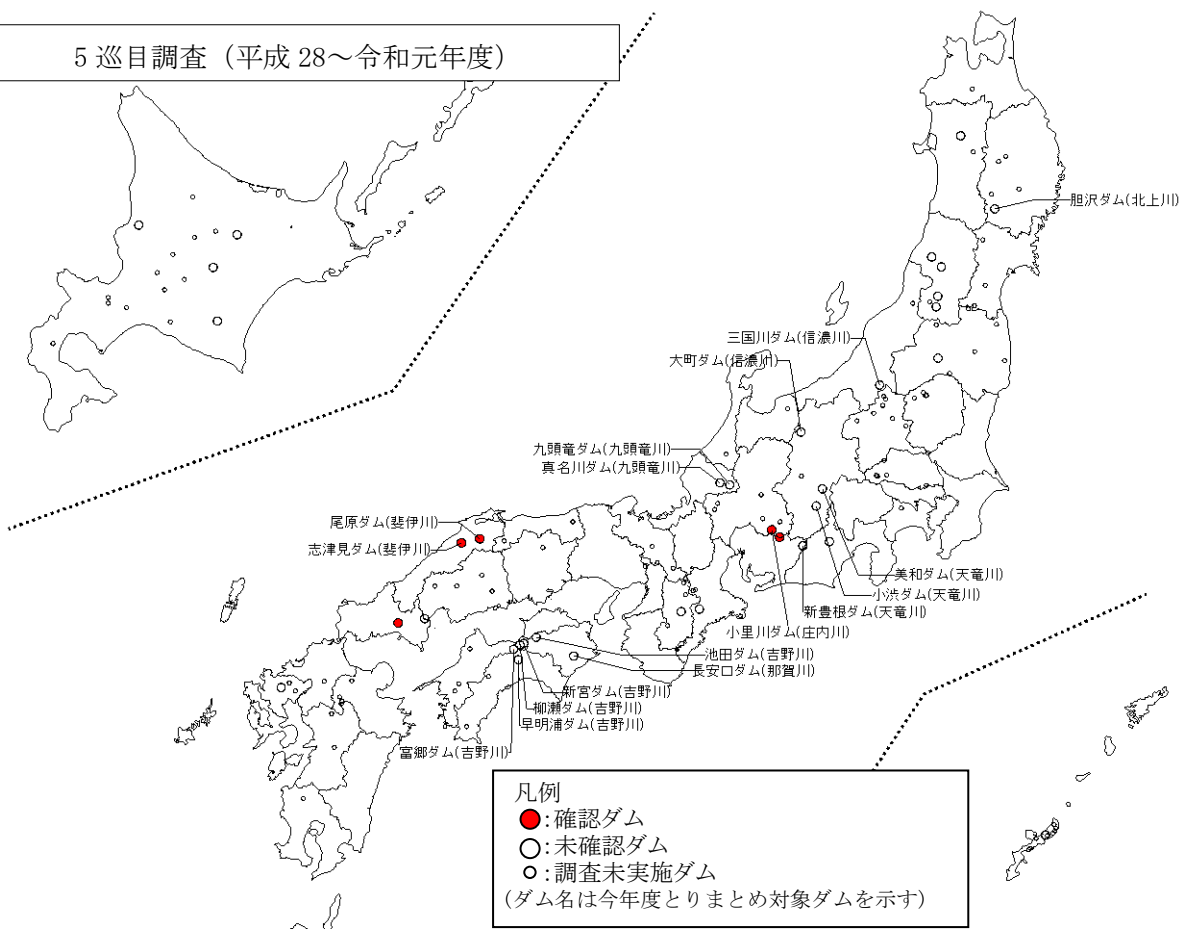 5巡目調査（平成 28～令和元年度）
胆沢ダム(北上川)
三国川ダム(信濃川)
大町ダム(信濃川)
九頭竜ダム(九頭竜川)
真名川ダム(九頭竜川)
尾原ダム(斐伊川)
志津見ダム(斐伊川)
美和ダム(天竜川)
小渋ダム(天竜川)
新豊根ダム(天竜川)
小里川ダム(庄内川)
池田ダム(吉野川)
長安口ダム(那賀川)
新宮ダム(吉野川)
柳瀬ダム(吉野川)
早明浦ダム(吉野川)
富郷ダム(吉野川)
凡例
：確認ダム
：未確認ダム
：調査未実施ダム
(ダム名は今年度とりまとめ対象ダムを示す)